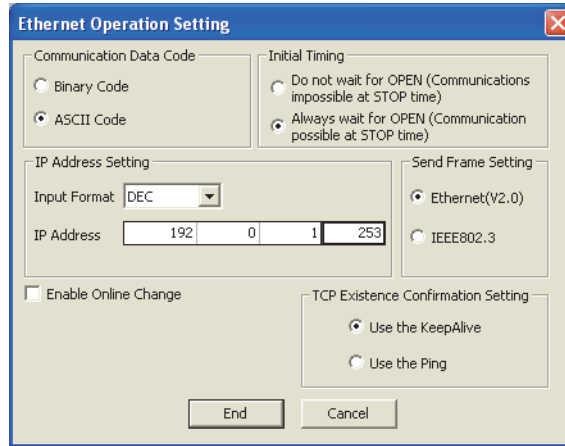 Ethernet Operation Setting
Communication Data Code
Binary Code
ASCII Code
Initial Timing
Do not wait for OPEN (Communications
impossible at STOP time)
Always wait for OPEN (Communication
possible at STOP time)
IP Address Setting
Input Format DEC
IP Address 192 0 1 253
Send Frame Setting
Ethernet(V2.0)
IEEE802.3
Enable Online Change
TCP Existence Confirmation Setting
Use the KeepAlive
Use the Ping
End Cancel